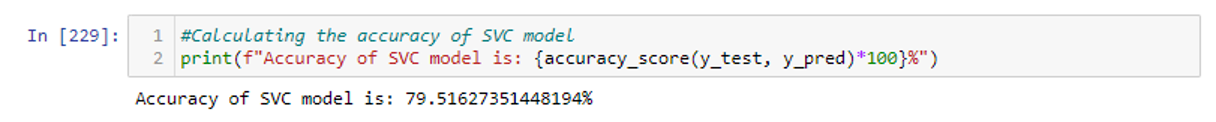 In [229]: 1 #Calculating the accuracy of SVC model
2 print(f"Accuracy of SVC model is: {accuracy_score(y_test, y_pred)*100}%")
Accuracy of SVC model is: 79.51627351448194%